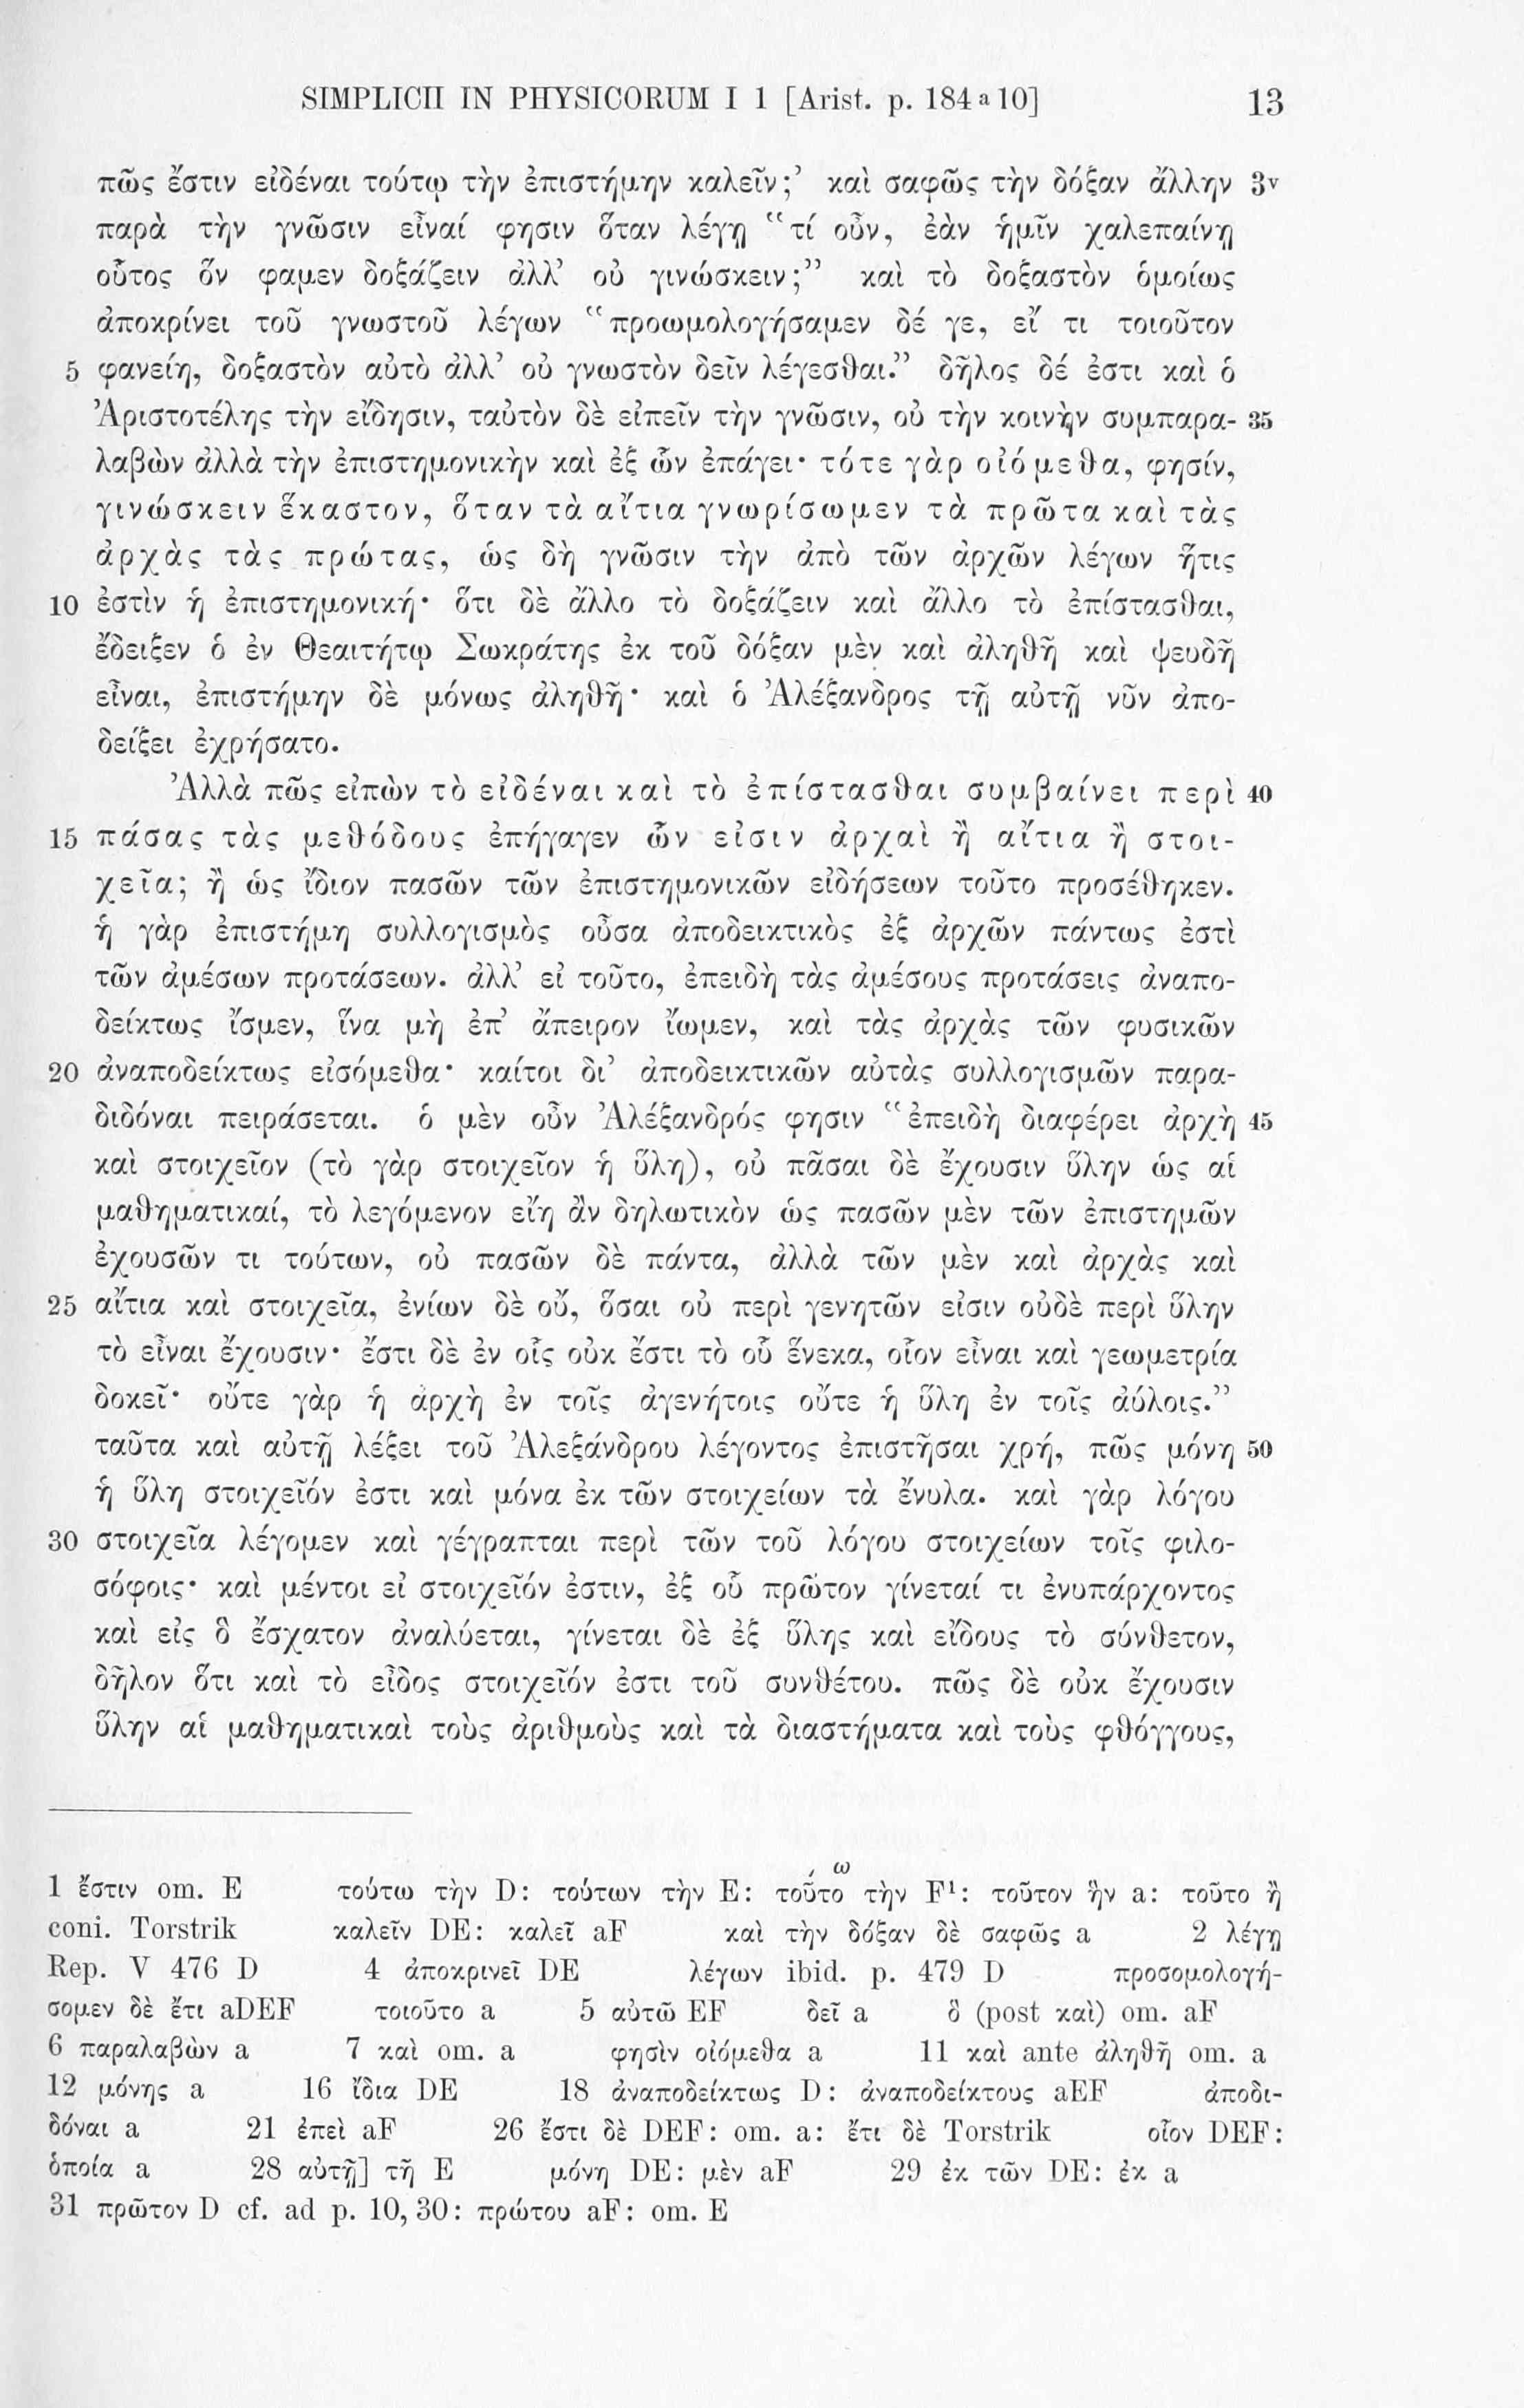 SIMPLICII IN PHYSICORUM I 1 [Arist. p. 184ᵃ10] 13
πῶς ἔστιν εἰδέναι τούτῳ τὴν ἐπιστήμην καλεῖν;’ καὶ σαφῶς τὴν δόξαν ἄλλην 3ᵛ
παρὰ τὴν γνῶσιν εἶναί φησιν ὅταν λέγῃ “τί οὖν, ἐὰν ἡμῖν χαλεπαίνῃ
οὗτος ὅν φαμεν δοξάζειν ἀλλ’ οὐ γινώσκειν;” καὶ τὸ δοξαστὸν ὁμοίως
ἀποκρίνει τοῦ γνωστοῦ λέγων “προωμολογήσαμεν δέ γε, εἴ τι τοιοῦτον
5 φανείη, δοξαστὸν αὐτὸ ἀλλ’ οὐ γνωστὸν δεῖν λέγεσθαι.” δῆλος δέ ἐστι καὶ ὁ
Ἀριστοτέλης τὴν εἴδησιν, ταὐτὸν δὲ εἰπεῖν τὴν γνῶσιν, οὐ τὴν κοινὴν συμπαρα- 35
λαβὼν ἀλλὰ τὴν ἐπιστημονικὴν καὶ ἐξ ὧν ἐπάγει· τότε γὰρ οἰόμεθα, φησίν,
γινώσκειν ἕκαστον, ὅταν τὰ αἴτια γνωρίσωμεν τὰ πρῶτα καὶ τὰς
ἀρχὰς τὰς πρώτας, ὡς δὴ γνῶσιν τὴν ἀπὸ τῶν ἀρχῶν λέγων ἥτις
10 ἐστὶν ἡ ἐπιστημονική· ὅτι δὲ ἄλλο τὸ δοξάζειν καὶ ἄλλο τὸ ἐπίστασθαι,
ἔδειξεν ὁ ἐν Θεαιτήτῳ Σωκράτης ἐκ τοῦ δόξαν μὲν καὶ ἀληθῆ καὶ ψευδῆ
εἶναι, ἐπιστήμην δὲ μόνως ἀληθῆ· καὶ ὁ Ἀλέξανδρος τῇ αὐτῇ νῦν ἀπο-
δείξει ἐχρήσατο.
Ἀλλὰ πῶς εἰπὼν τὸ εἰδέναι καὶ τὸ ἐπίστασθαι συμβαίνει περὶ 40
15 πάσας τὰς μεθόδους ἐπήγαγεν ὧν εἰσιν ἀρχαὶ ἢ αἴτια ἢ στοι-
χεῖα; ἢ ὡς ἴδιον πασῶν τῶν ἐπιστημονικῶν εἰδήσεων τοῦτο προσέθηκεν.
ἡ γὰρ ἐπιστήμη συλλογισμὸς οὖσα ἀποδεικτικὸς ἐξ ἀρχῶν πάντως ἐστὶ
τῶν ἀμέσων προτάσεων. ἀλλ’ εἰ τοῦτο, ἐπειδὴ τὰς ἀμέσους προτάσεις ἀναπο-
δείκτως ἴσμεν, ἵνα μὴ ἐπ’ ἄπειρον ἴωμεν, καὶ τὰς ἀρχὰς τῶν φυσικῶν
20 ἀναποδείκτως εἰσόμεθα· καίτοι δι’ ἀποδεικτικῶν αὐτὰς συλλογισμῶν παρα-
διδόναι πειράσεται. ὁ μὲν οὖν Ἀλέξανδρός φησιν “ἐπειδὴ διαφέρει ἀρχὴ 45
καὶ στοιχεῖον (τὸ γὰρ στοιχεῖον ἡ ὕλη), οὐ πᾶσαι δὲ ἔχουσιν ὕλην ὡς αἱ
μαθηματικαί, τὸ λεγόμενον εἴη ἂν δηλωτικὸν ὡς πασῶν μὲν τῶν ἐπιστημῶν
ἐχουσῶν τι τούτων, οὐ πασῶν δὲ πάντα, ἀλλὰ τῶν μὲν καὶ ἀρχὰς καὶ
25 αἴτια καὶ στοιχεῖα, ἐνίων δὲ οὔ, ὅσαι οὐ περὶ γενητῶν εἰσιν οὐδὲ περὶ ὕλην
τὸ εἶναι ἔχουσιν· ἔστι δὲ ἐν οἷς οὐκ ἔστι τὸ οὗ ἕνεκα, οἷον εἶναι καὶ γεωμετρία
δοκεῖ· οὔτε γὰρ ἡ ἀρχὴ ἐν τοῖς ἀγενήτοις οὔτε ἡ ὕλη ἐν τοῖς ἀύλοις.”
ταῦτα καὶ αὐτῇ λέξει τοῦ Ἀλεξάνδρου λέγοντος ἐπιστῆσαι χρή, πῶς μόνη 50
ἡ ὕλη στοιχεῖόν ἐστι καὶ μόνα ἐκ τῶν στοιχείων τὰ ἔνυλα. καὶ γὰρ λόγου
30 στοιχεῖα λέγομεν καὶ γέγραπται περὶ τῶν τοῦ λόγου στοιχείων τοῖς φιλο-
σόφοις· καὶ μέντοι εἰ στοιχεῖόν ἐστιν, ἐξ οὗ πρῶτον γίνεταί τι ἐνυπάρχοντος
καὶ εἰς ὃ ἔσχατον ἀναλύεται, γίνεται δὲ ἐξ ὕλης καὶ εἴδους τὸ σύνθετον,
δῆλον ὅτι καὶ τὸ εἶδος στοιχεῖόν ἐστι τοῦ συνθέτου. πῶς δὲ οὐκ ἔχουσιν
ὕλην αἱ μαθηματικαὶ τοὺς ἀριθμοὺς καὶ τὰ διαστήματα καὶ τοὺς φθόγγους,
1 ἔστιν om. E τούτω τὴν D: τούτων τὴν E: τοῦτο τὴν F¹: τοῦτον ἣν a: τοῦτο ἢ
coni. Torstrik καλεῖν DE: καλεῖ aF καὶ τὴν δόξαν δὲ σαφῶς a 2 λέγῃ
Rep. V 476 D 4 ἀποκρινεῖ DE λέγων ibid. p. 479 D προσομολογή-
σομεν δὲ ἔτι aDEF τοιοῦτο a 5 αὐτῶ EF δεῖ a ὁ (post καὶ) om. aF
6 παραλαβὼν a 7 καὶ om. a φησὶν οἰόμεθα a 11 καὶ ante ἀληθῆ om. a
12 μόνης a 16 ἴδια DE 18 ἀναποδείκτως D: ἀναποδείκτους aEF ἀποδι-
δόναι a 21 ἐπεὶ aF 26 ἔστι δὲ DEF: om. a: ἔτι δὲ Torstrik οἷον DEF:
ὁποία a 28 αὐτῇ] τῆ E μόνη DE: μὲν aF 29 ἐκ τῶν DE: ἐκ a
31 πρῶτον D cf. ad p. 10, 30: πρώτου aF: om. E